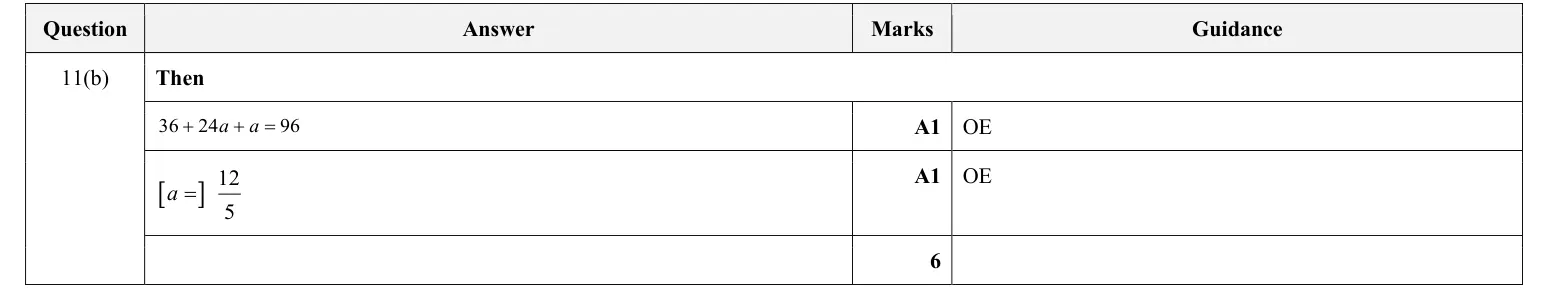 Question Answer Marks Guidance
11(b) Then
36 + 24a + a = 96 A1 OE
[a =] 12/5 A1 OE
6